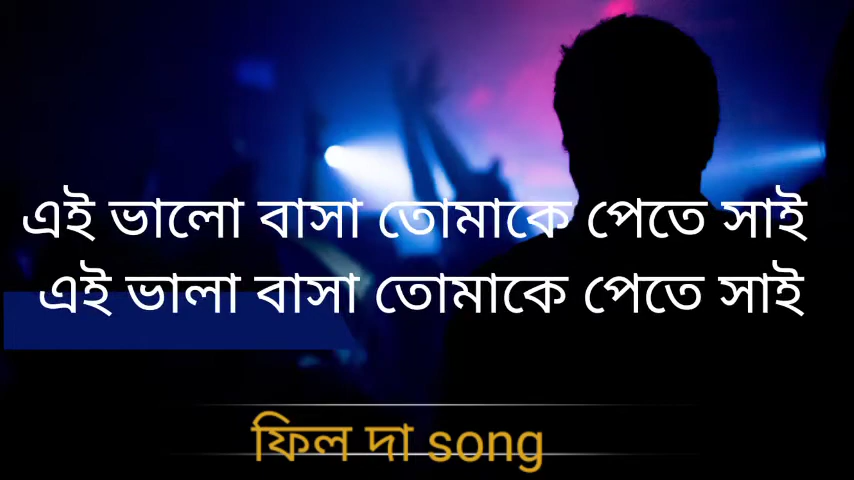 এই ভালো বাসা তোমাকে পেতে সাই
এই ভালা বাসা তোমাকে পেতে সাই
ফিল দা song